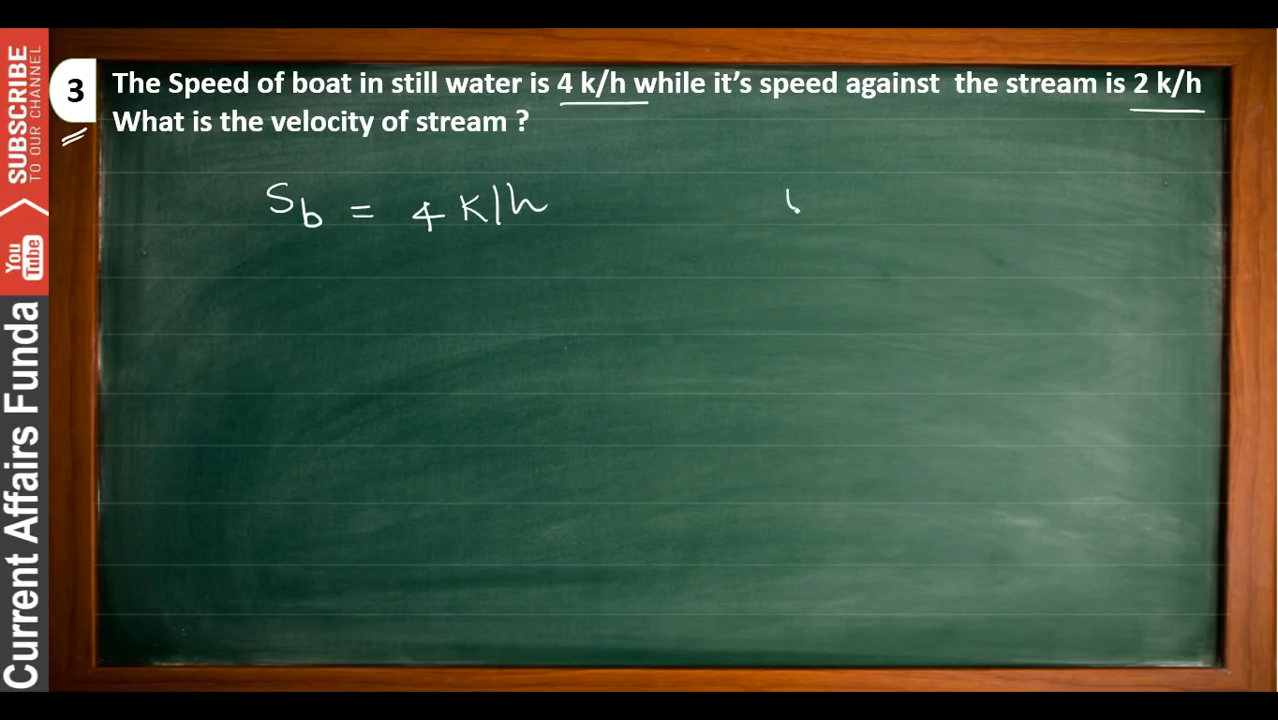 SUBSCRIBE
TO OUR CHANNEL
You
Tube
Current Affairs Funda
3
The Speed of boat in still water is 4 k/h while it’s speed against the stream is 2 k/h
What is the velocity of stream ?
Sb = 4 k/h